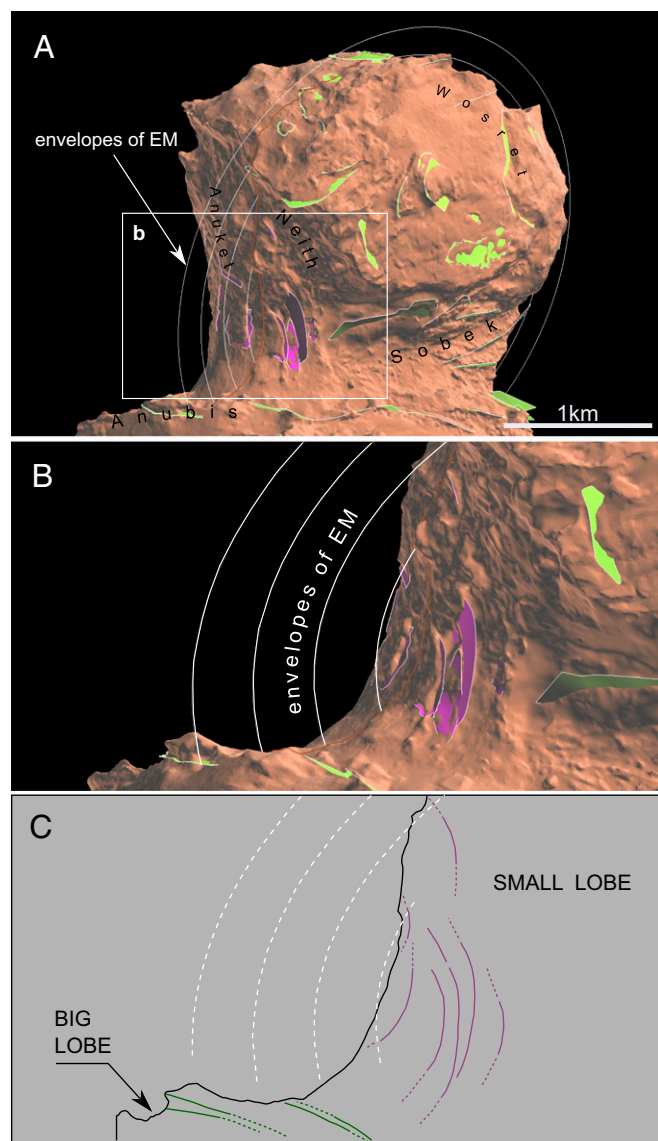 A
envelopes of EM
Wosret
Anuket
Neith
b
Sobek
Anubis
1km
B
envelopes of EM
C
SMALL LOBE
BIG
LOBE